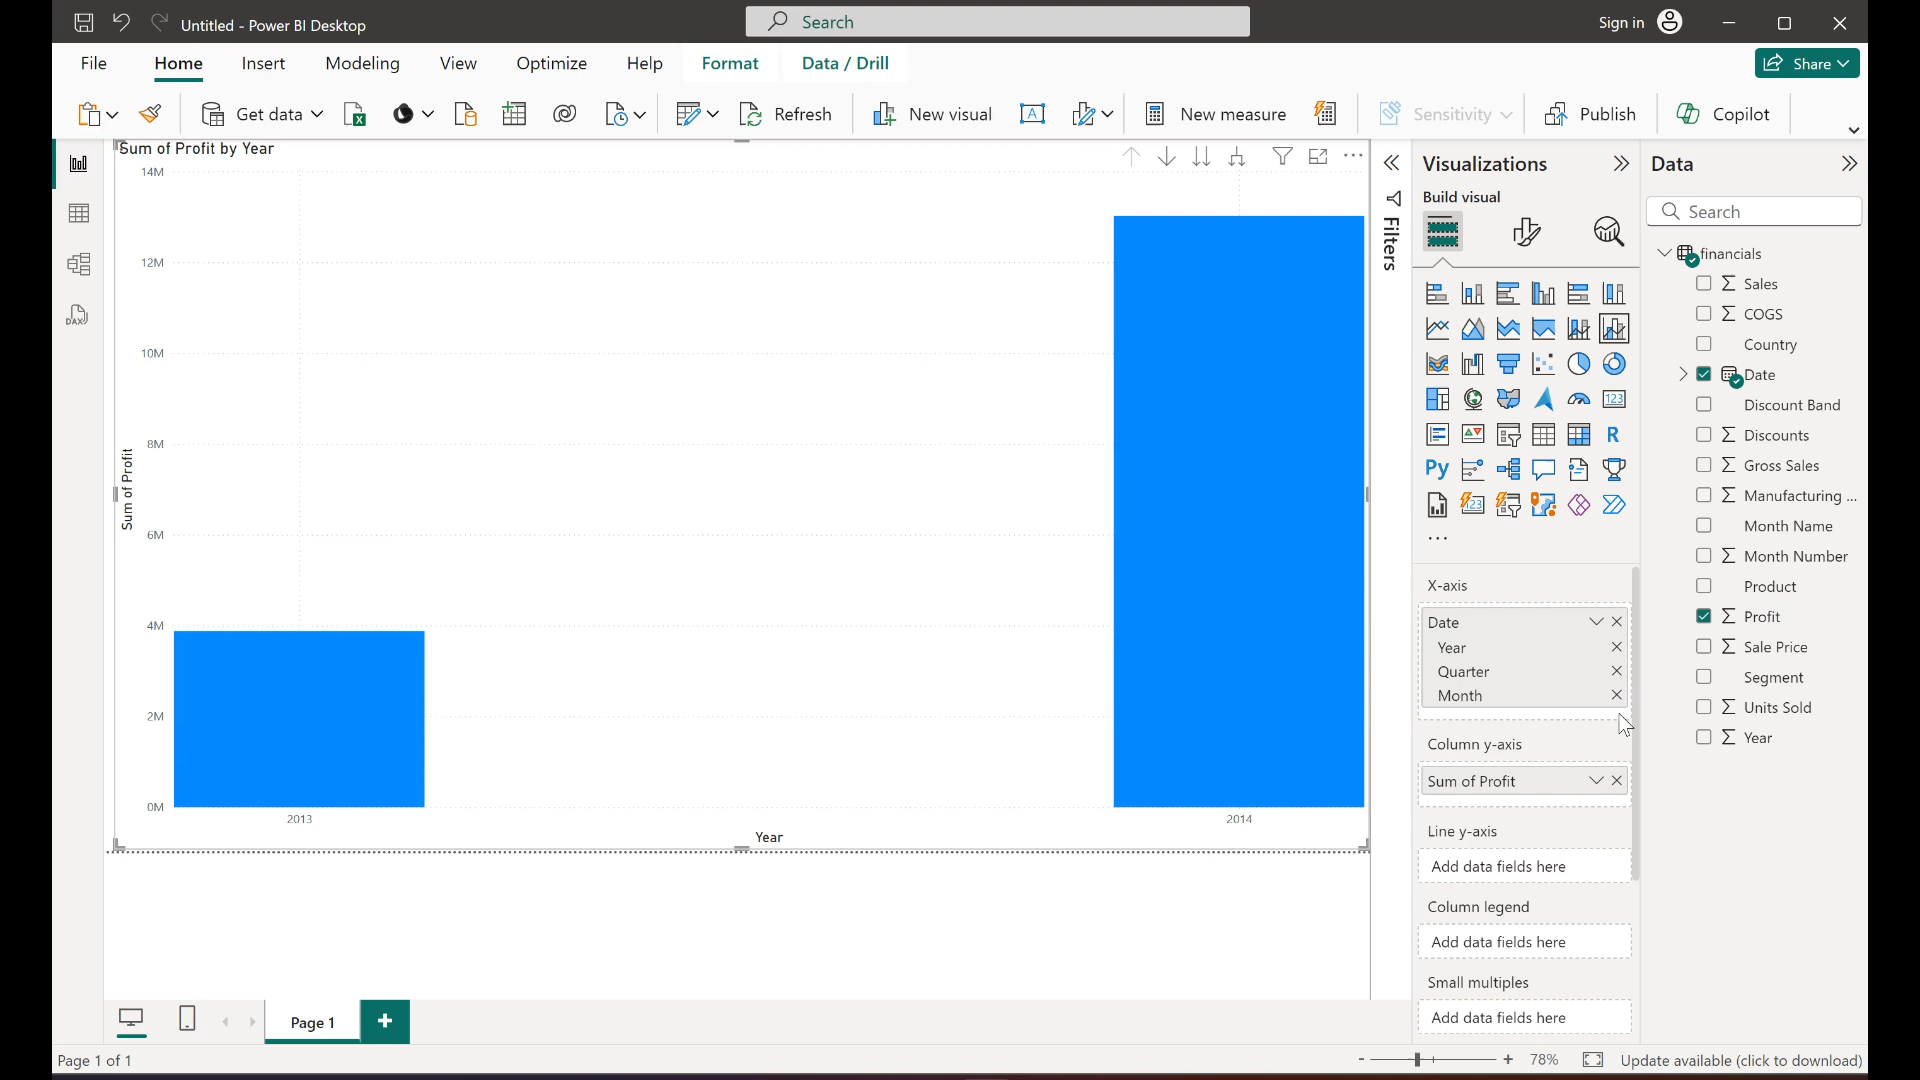 Untitled - Power BI Desktop
Search
Sign in
File
Home
Insert
Modeling
View
Optimize
Help
Format
Data / Drill
Share
Get data
Refresh
New visual
New measure
Sensitivity
Publish
Copilot
Sum of Profit by Year
14M
12M
10M
8M
6M
4M
2M
0M
Sum of Profit
2013
2014
Year
Filters
Visualizations
Build visual
123
R
Py
123
X-axis
Date
Year
Quarter
Month
Column y-axis
Sum of Profit
Line y-axis
Add data fields here
Column legend
Add data fields here
Small multiples
Add data fields here
Data
Search
financials
Sales
COGS
Country
Date
Discount Band
Discounts
Gross Sales
Manufacturing ...
Month Name
Month Number
Product
Profit
Sale Price
Segment
Units Sold
Year
DAX
Page 1
Page 1 of 1
78%
Update available (click to download)